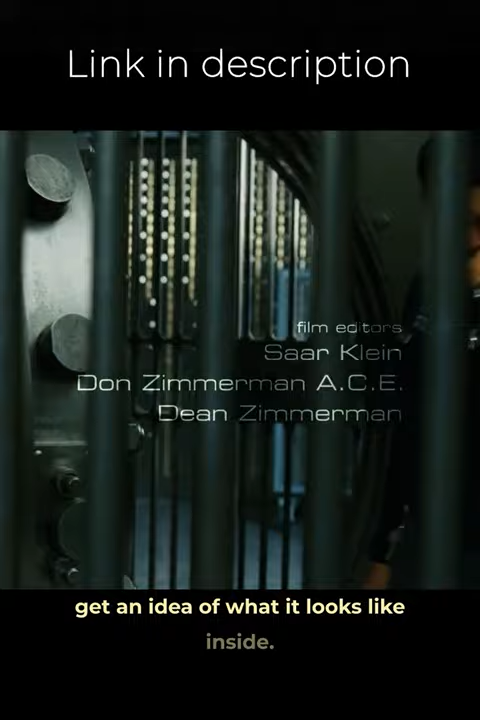 Link in description
film editors
Saar Klein
Don Zimmerman A.C.E.
Dean Zimmerman
get an idea of what it looks like
inside.